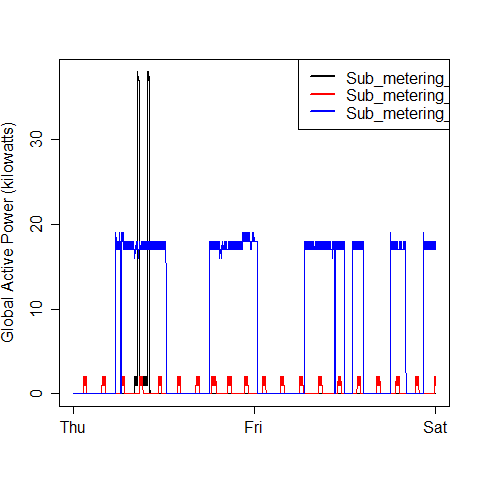 Global Active Power (kilowatts)
30
20
10
0
Sub_metering_
Sub_metering_
Sub_metering_
Thu Fri Sat